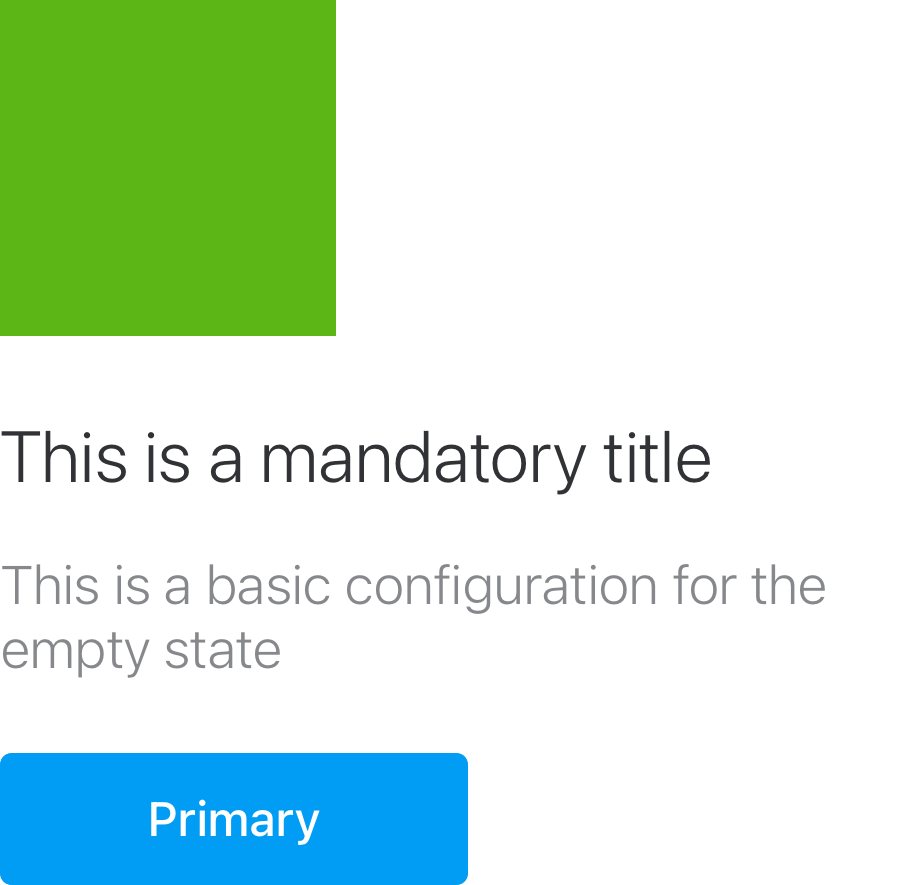 This is a mandatory title
This is a basic configuration for the
empty state
Primary